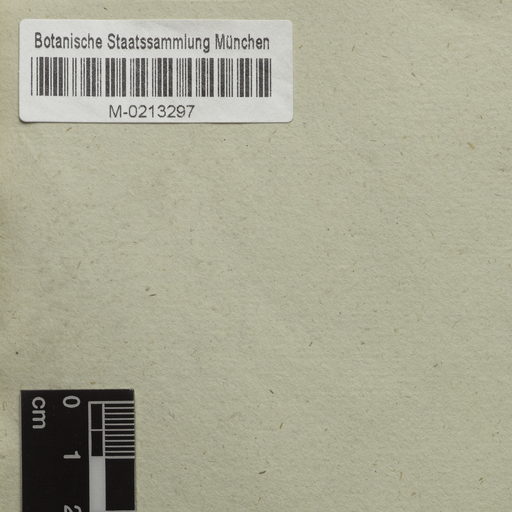 Botanische Staatssammlung München
M-0213297
cm
0
1
2